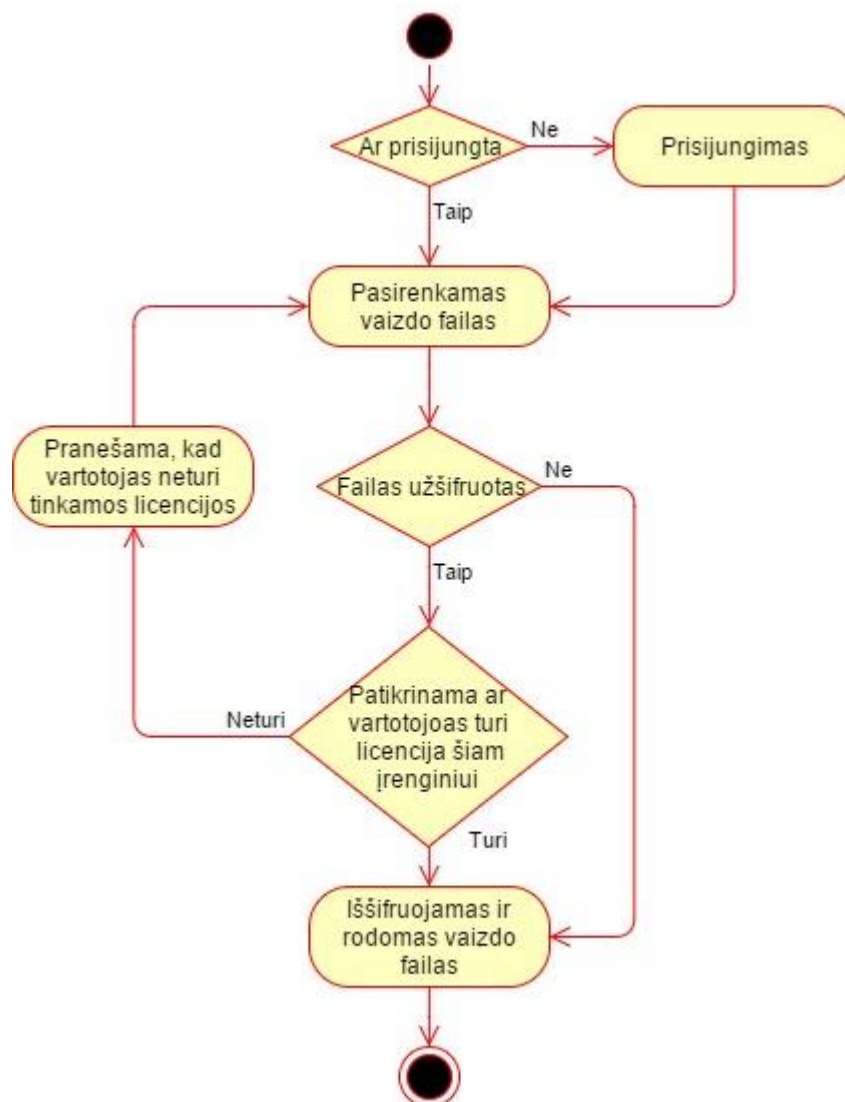 Ar prisijungta
Ne
Prisijungimas
Taip
Pasirenkamas
vaizdo failas
Pranešama, kad
vartotojas neturi
tinkamos licencijos
Failas užšifruotas
Ne
Taip
Patikrinama ar
vartotojoas turi
licencija šiam
įrenginiui
Neturi
Turi
Iššifruojamas ir
rodomas vaizdo
failas